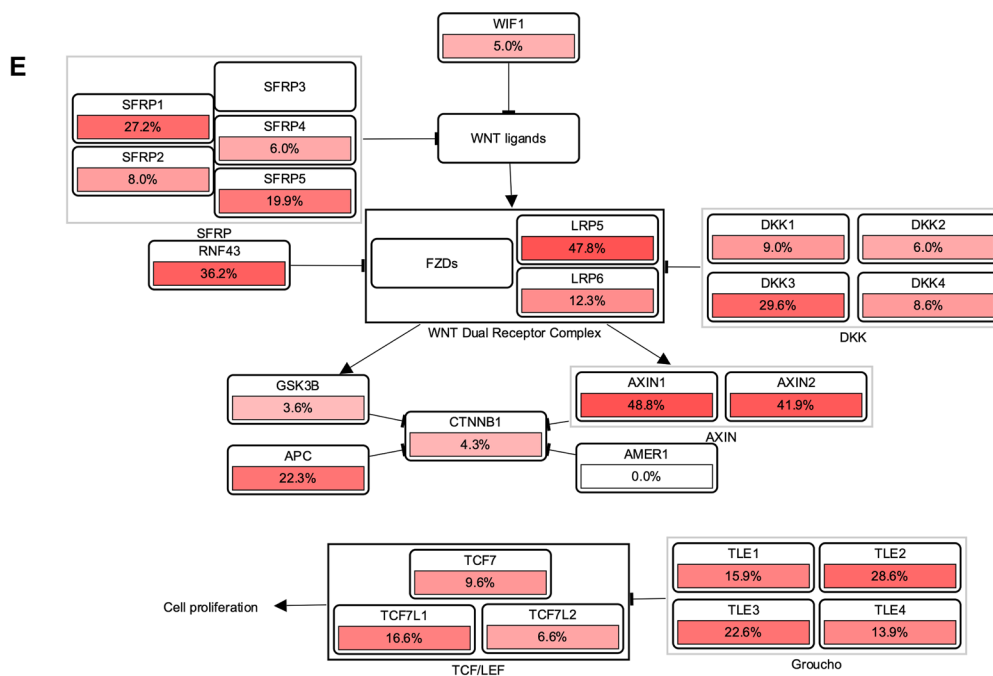 E
WIF1
5.0%
SFRP3
SFRP1
27.2%
SFRP4
6.0%
SFRP2
8.0%
SFRP5
19.9%
SFRP
WNT ligands
RNF43
36.2%
FZDs
LRP5
47.8%
LRP6
12.3%
WNT Dual Receptor Complex
DKK1
9.0%
DKK2
6.0%
DKK3
29.6%
DKK4
8.6%
DKK
GSK3B
3.6%
AXIN1
48.8%
AXIN2
41.9%
AXIN
CTNNB1
4.3%
APC
22.3%
AMER1
0.0%
TCF7
9.6%
TCF7L1
16.6%
TCF7L2
6.6%
TCF/LEF
Cell proliferation
TLE1
15.9%
TLE2
28.6%
TLE3
22.6%
TLE4
13.9%
Groucho